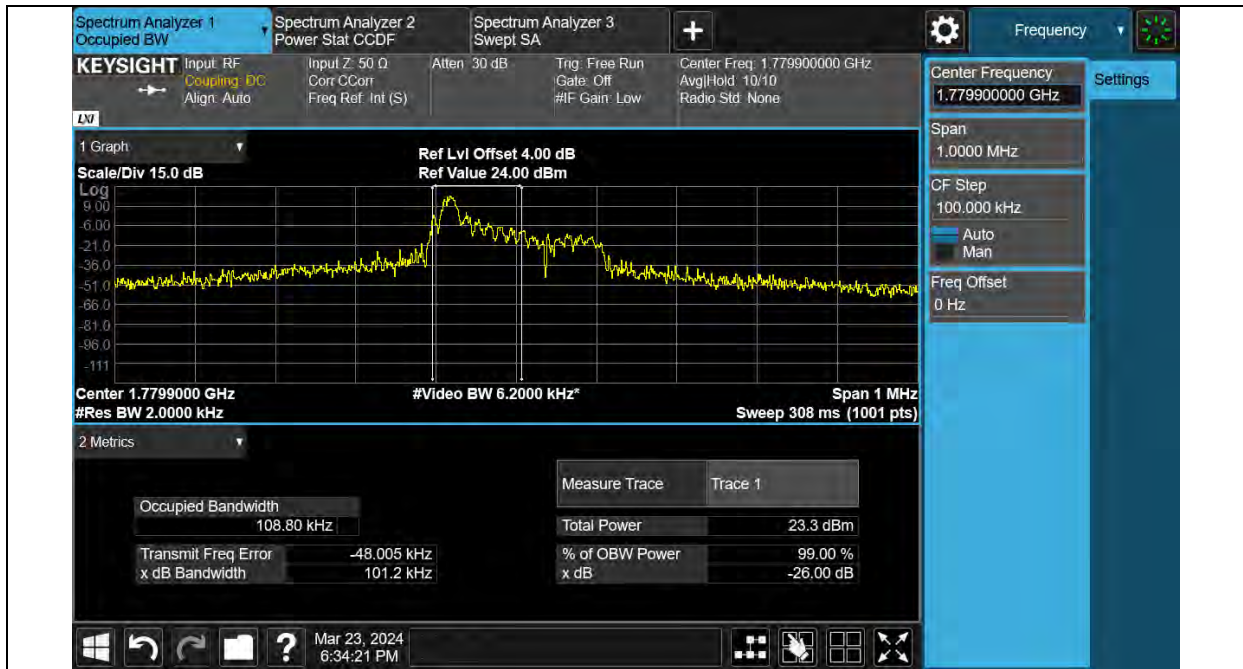 Spectrum Analyzer 1
Occupied BW
Spectrum Analyzer 2
Power Stat CCDF
Spectrum Analyzer 3
Swept SA
+
Frequency
KEYSIGHT
Input: RF
Coupling: DC
Align: Auto
Input Z: 50 Ω
Corr CCorr
Freq Ref: Int (S)
Atten: 30 dB
Trig: Free Run
Gate: Off
#IF Gain: Low
Center Freq: 1.779900000 GHz
Avg|Hold: 10/10
Radio Std: None
LXI
Center Frequency
1.779900000 GHz
Settings
Span
1.0000 MHz
CF Step
100.000 kHz
Auto
Man
Freq Offset
0 Hz
1 Graph
Scale/Div 15.0 dB
Ref Lvl Offset 4.00 dB
Ref Value 24.00 dBm
Log
9.00
-6.00
-21.0
-36.0
-51.0
-66.0
-81.0
-96.0
-111
Center 1.7799000 GHz
#Video BW 6.2000 kHz*
Span 1 MHz
#Res BW 2.0000 kHz
Sweep 308 ms (1001 pts)
2 Metrics
Measure Trace
Trace 1
Occupied Bandwidth
108.80 kHz
Total Power
23.3 dBm
Transmit Freq Error
-48.005 kHz
% of OBW Power
99.00 %
x dB Bandwidth
101.2 kHz
x dB
-26.00 dB
?
Mar 23, 2024
6:34:21 PM